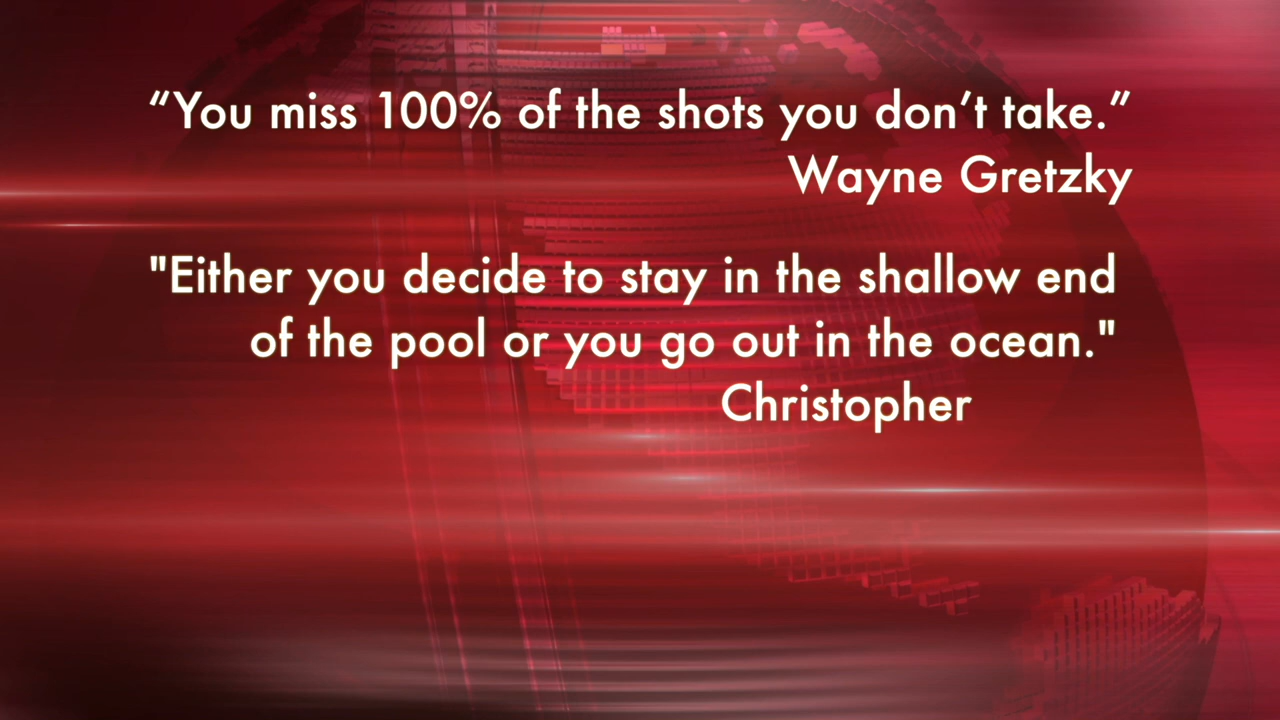 “You miss 100% of the shots you don’t take.”
Wayne Gretzky
"Either you decide to stay in the shallow end
of the pool or you go out in the ocean."
Christopher